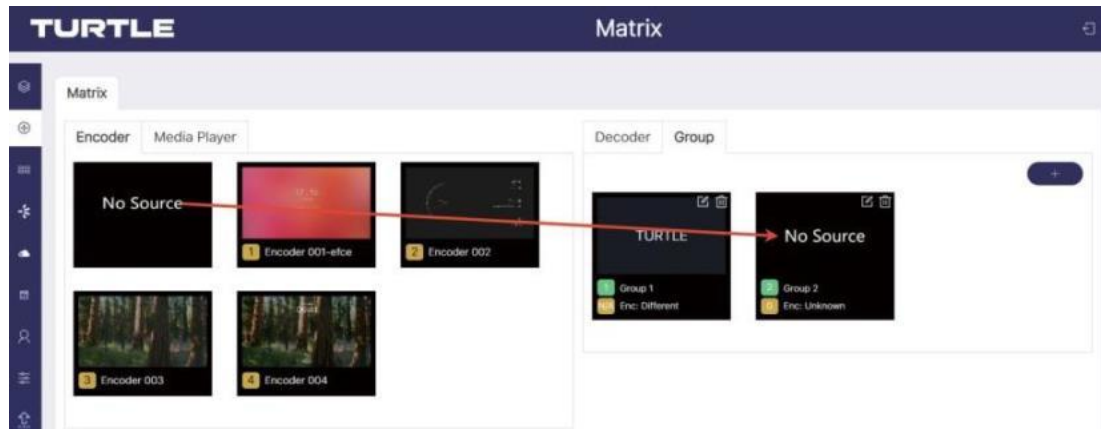 TURTLE
Matrix
Matrix
Encoder
Media Player
Decoder
Group
+
No Source
1 Encoder 001-efce
2 Encoder 002
3 Encoder 003
4 Encoder 004
TURTLE
1 Group 1
N/A Enc: Different
No Source
2 Group 2
0 Enc: Unknown